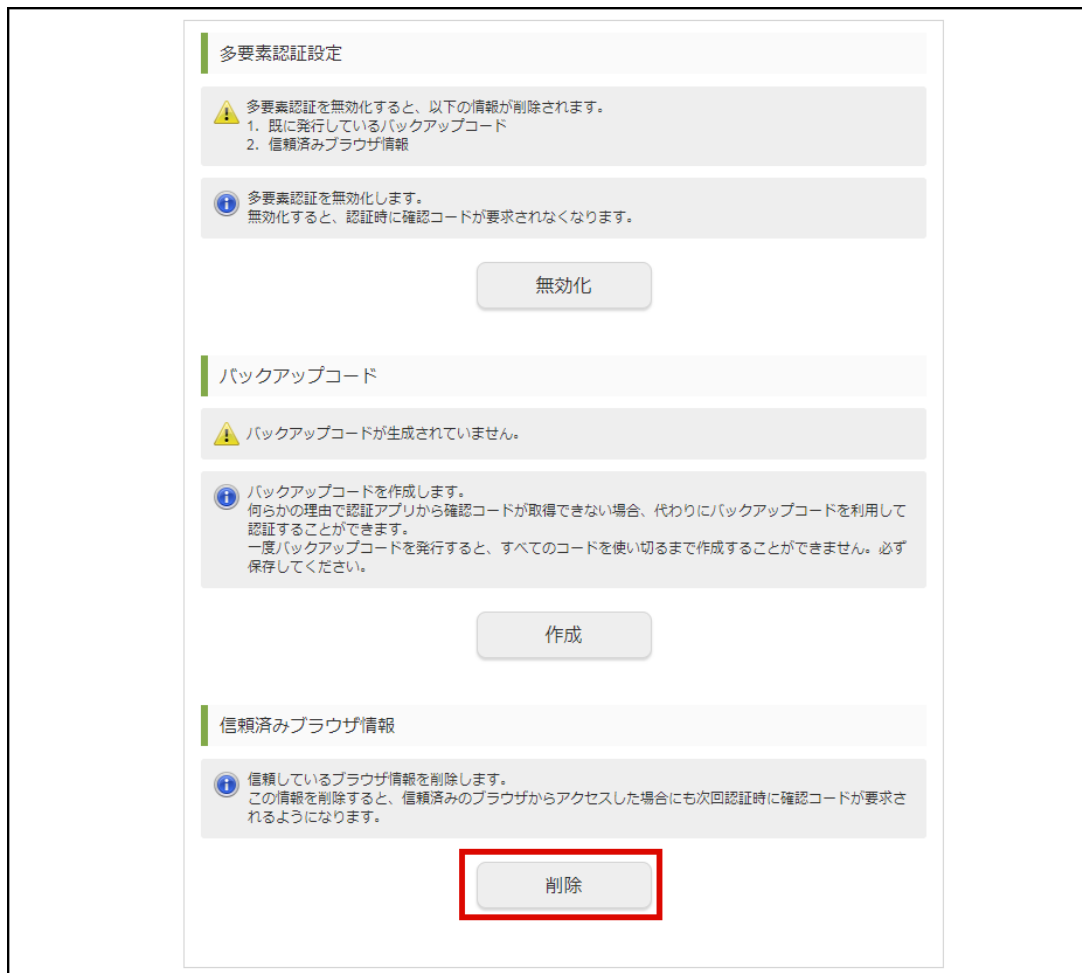 多要素認証設定
多要素認証を無効化すると、以下の情報が削除されます。
1. 既に発行しているバックアップコード
2. 信頼済みブラウザ情報
多要素認証を無効化します。
無効化すると、認証時に確認コードが要求されなくなります。
無効化
バックアップコード
バックアップコードが生成されていません。
バックアップコードを作成します。
何らかの理由で認証アプリから確認コードが取得できない場合、代わりにバックアップコードを利用して
認証することができます。
一度バックアップコードを発行すると、すべてのコードを使い切るまで作成することができません。必ず
保存してください。
作成
信頼済みブラウザ情報
信頼しているブラウザ情報を削除します。
この情報を削除すると、信頼済みのブラウザからアクセスした場合にも次回認証時に確認コードが要求さ
れるようになります。
削除